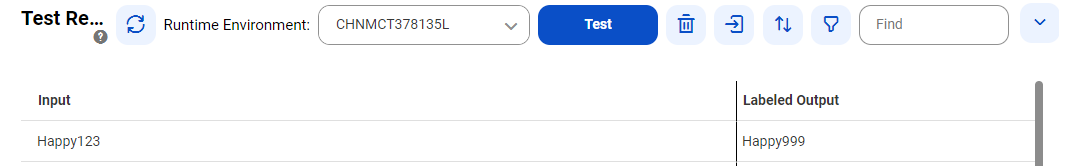 Test Re...
Runtime Environment: CHNMCT378135L Test Find
Input Labeled Output
Happy123 Happy999